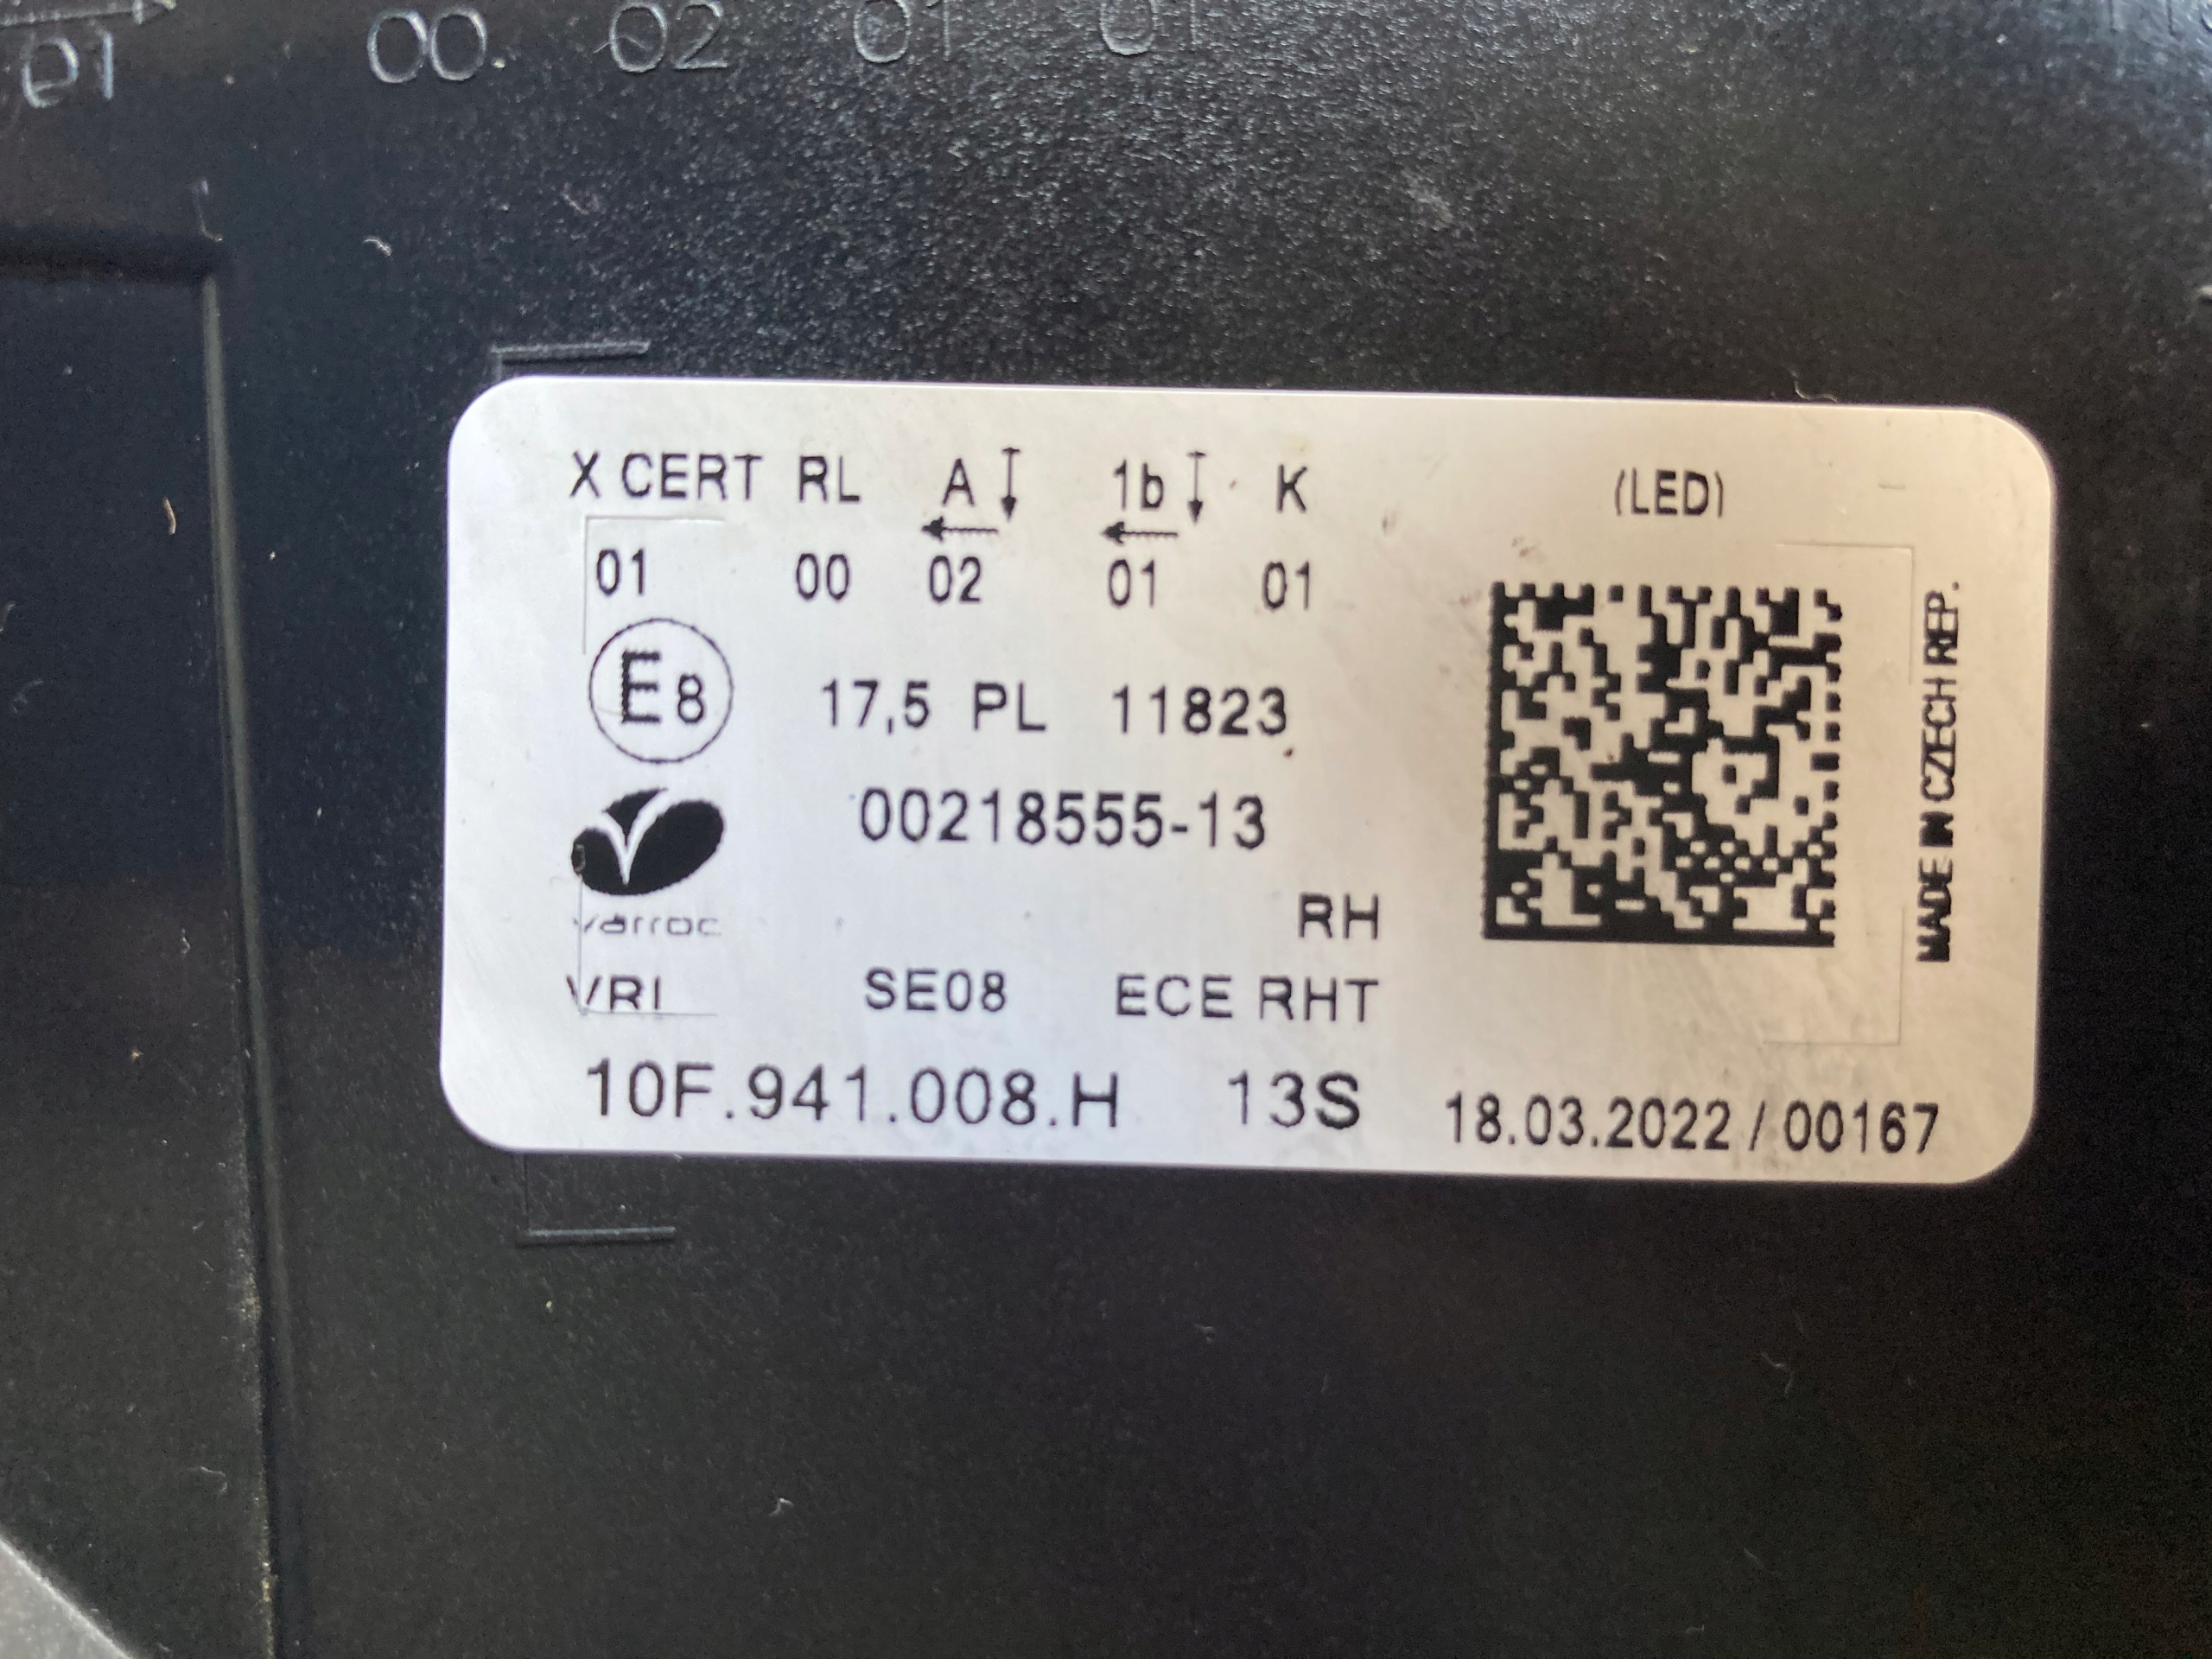 01 00 02 01 01
X CERT RL A 1b K (LED)
01 00 02 01 01
E8 17,5 PL 11823
00218555-13
varroc
RH
VRI SE08 ECE RHT
10F.941.008.H 13S 18.03.2022 / 00167
MADE IN CZECH REP.